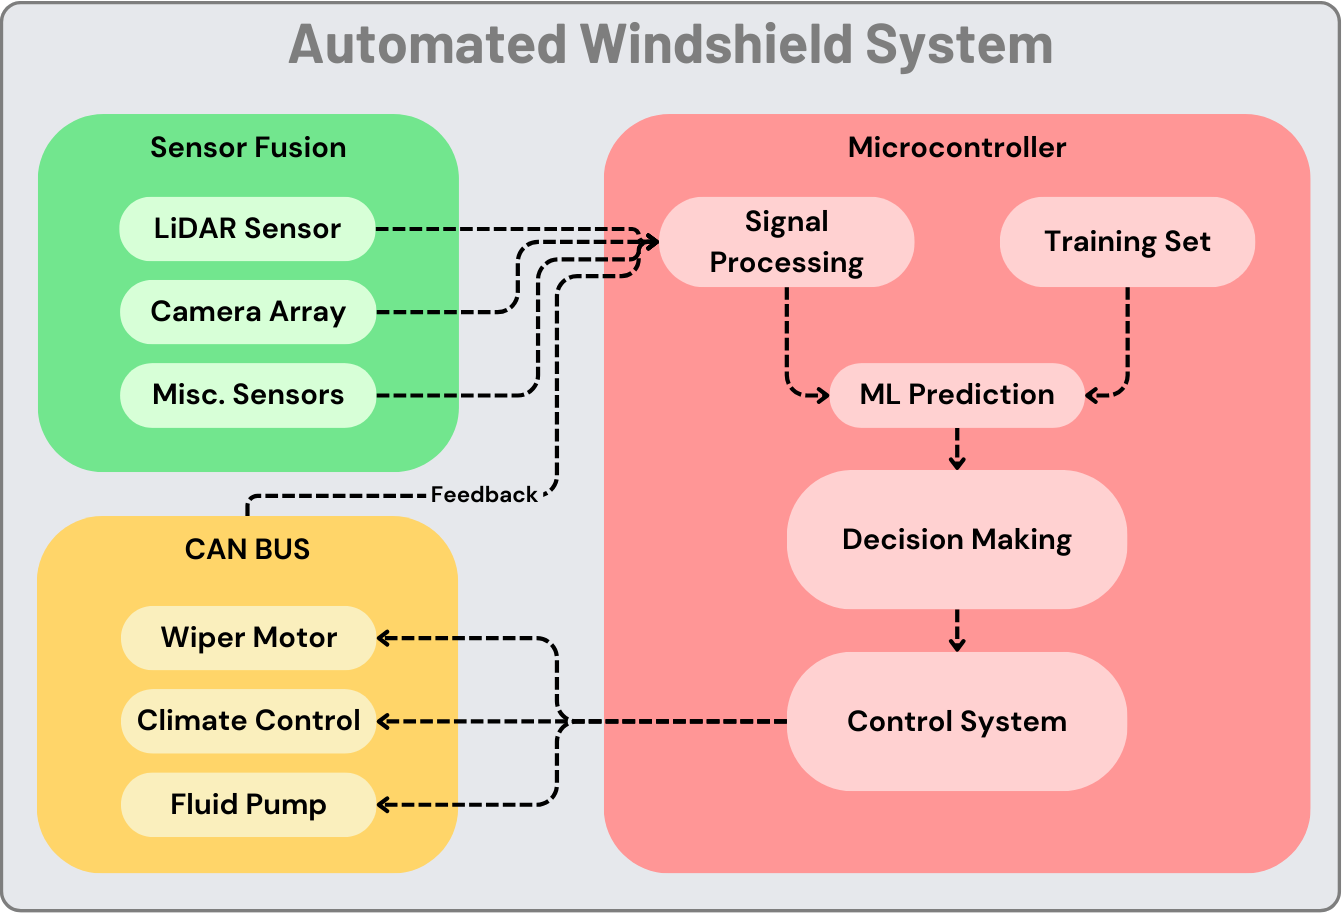 Automated Windshield System
Sensor Fusion
LiDAR Sensor
Camera Array
Misc. Sensors
Feedback
CAN BUS
Wiper Motor
Climate Control
Fluid Pump
Microcontroller
Signal
Processing
Training Set
ML Prediction
Decision Making
Control System